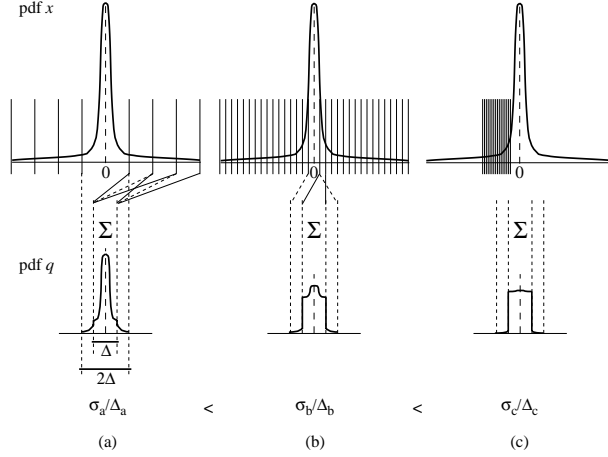 pdf x
0 0 0
Σ Σ Σ
pdf q
Δ
2Δ
σa/Δa < σb/Δb < σc/Δc
(a) (b) (c)